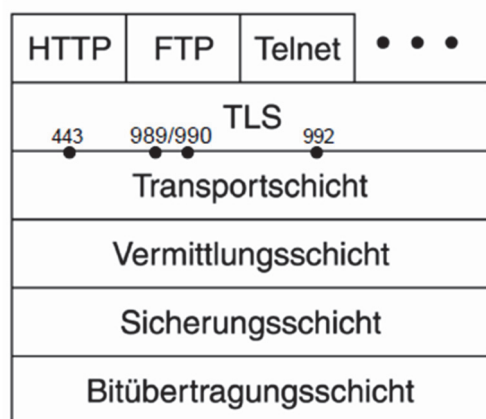 HTTP FTP Telnet • • •
TLS
443 989/990 992
Transportschicht
Vermittlungsschicht
Sicherungsschicht
Bitübertragungsschicht